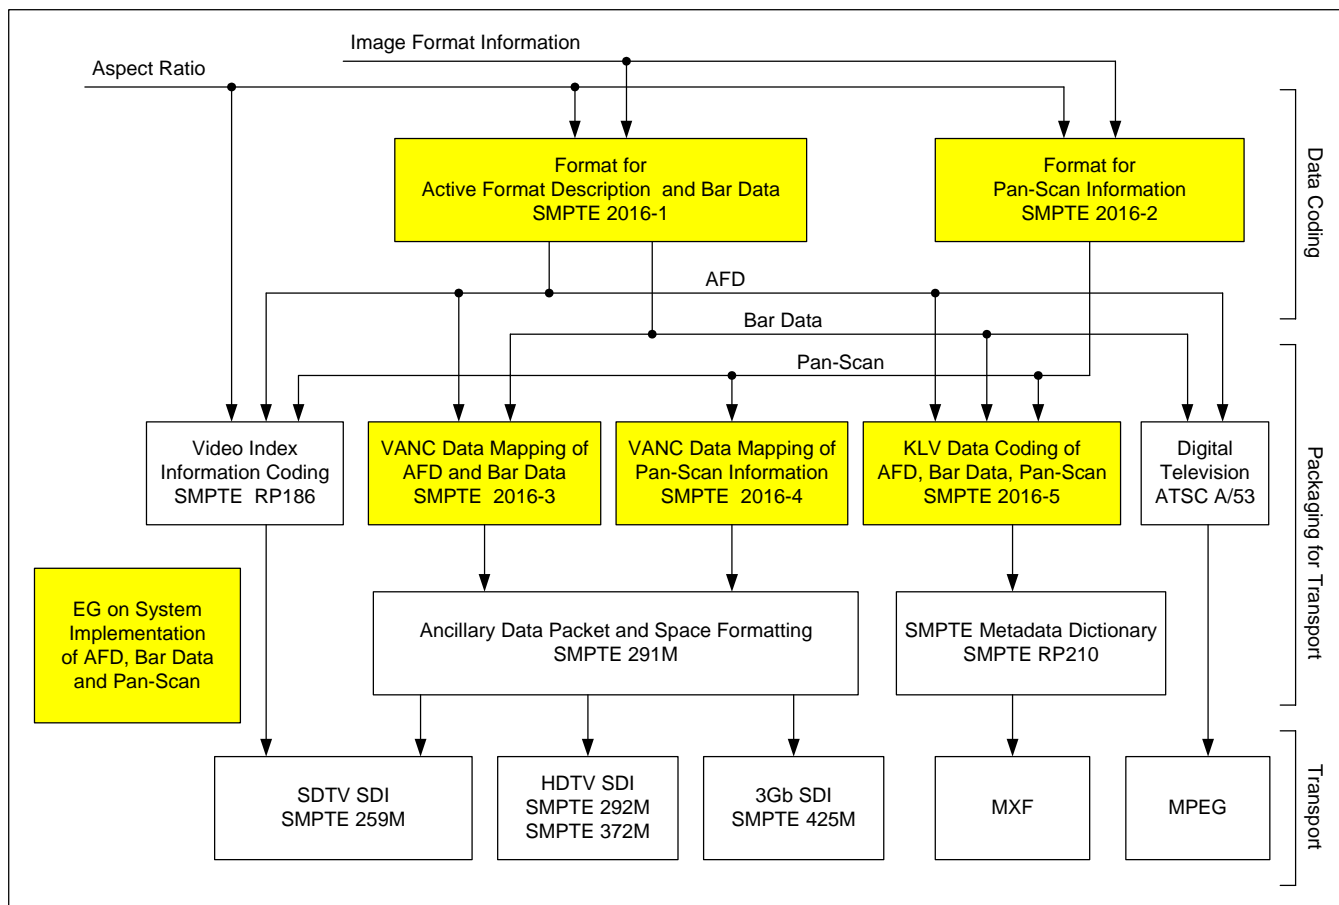 Image Format Information
Aspect Ratio
Format for
Active Format Description and Bar Data
SMPTE 2016-1
Format for
Pan-Scan Information
SMPTE 2016-2
Data Coding
AFD
Bar Data
Pan-Scan
Video Index
Information Coding
SMPTE RP186
VANC Data Mapping of
AFD and Bar Data
SMPTE 2016-3
VANC Data Mapping of
Pan-Scan Information
SMPTE 2016-4
KLV Data Coding of
AFD, Bar Data, Pan-Scan
SMPTE 2016-5
Digital
Television
ATSC A/53
Packaging for Transport
EG on System
Implementation
of AFD, Bar Data
and Pan-Scan
Ancillary Data Packet and Space Formatting
SMPTE 291M
SMPTE Metadata Dictionary
SMPTE RP210
SDTV SDI
SMPTE 259M
HDTV SDI
SMPTE 292M
SMPTE 372M
3Gb SDI
SMPTE 425M
MXF
MPEG
Transport